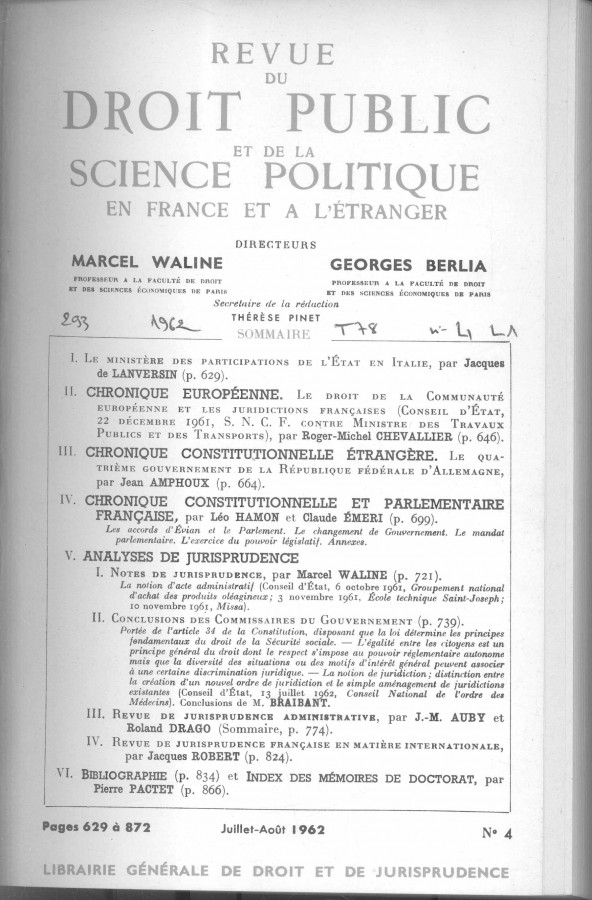 REVUE
DU
DROIT PUBLIC
ET DE LA
SCIENCE POLITIQUE
EN FRANCE ET A L'ÉTRANGER
DIRECTEURS
MARCEL WALINE GEORGES BERLIA
PROFESSEUR A LA FACULTÉ DE DROIT PROFESSEUR A LA FACULTÉ DE DROIT
ET DES SCIENCES ÉCONOMIQUES DE PARIS ET DES SCIENCES ÉCONOMIQUES DE PARIS
Secrétaire de la rédaction
THÉRÈSE PINET
293 1962 T78 n- 4 L1
SOMMAIRE
I. LE MINISTÈRE DES PARTICIPATIONS DE L'ÉTAT EN ITALIE, par Jacques
de LANVERSIN (p. 629).
II. CHRONIQUE EUROPÉENNE. LE DROIT DE LA COMMUNAUTÉ
EUROPÉENNE ET LES JURIDICTIONS FRANÇAISES (CONSEIL D'ÉTAT,
22 DÉCEMBRE 1961, S. N. C. F. CONTRE MINISTRE DES TRAVAUX
PUBLICS ET DES TRANSPORTS), par Roger-Michel CHEVALLIER (p. 646).
III. CHRONIQUE CONSTITUTIONNELLE ÉTRANGÈRE. LE QUA-
TRIÈME GOUVERNEMENT DE LA RÉPUBLIQUE FÉDÉRALE D'ALLEMAGNE,
par Jean AMPHOUX (p. 664).
IV. CHRONIQUE CONSTITUTIONNELLE ET PARLEMENTAIRE
FRANÇAISE, par Léo HAMON et Claude ÉMERI (p. 699).
Les accords d'Évian et le Parlement. Le changement de Gouvernement. Le mandat
parlementaire. L'exercice du pouvoir législatif. Annexes.
V. ANALYSES DE JURISPRUDENCE
I. NOTES DE JURISPRUDENCE, par Marcel WALINE (p. 721).
La notion d'acte administratif (Conseil d'État, 6 octobre 1961, Groupement national
d'achat des produits oléagineux; 3 novembre 1961, École technique Saint-Joseph;
10 novembre 1961, Missa).
II. CONCLUSIONS DES COMMISSAIRES DU GOUVERNEMENT (p. 739).
Portée de l'article 34 de la Constitution, disposant que la loi détermine les principes
fondamentaux du droit de la Sécurité sociale. — L'égalité entre les citoyens est un
principe général du droit dont le respect s'impose au pouvoir réglementaire autonome
mais que la diversité des situations ou des motifs d'intérêt général peuvent associer
à une certaine discrimination juridique. — La notion de juridiction; distinction entre
la création d'un nouvel ordre de juridiction et le simple aménagement de juridictions
existantes (Conseil d'État, 13 juillet 1962, Conseil National de l'ordre des
Médecins). Conclusions de M. BRAIBANT.
III. REVUE DE JURISPRUDENCE ADMINISTRATIVE, par J.-M. AUBY et
Roland DRAGO (Sommaire, p. 774).
IV. REVUE DE JURISPRUDENCE FRANÇAISE EN MATIÈRE INTERNATIONALE,
par Jacques ROBERT (p. 824).
VI. BIBLIOGRAPHIE (p. 834) et INDEX DES MÉMOIRES DE DOCTORAT, par
Pierre PACTET (p. 866).
Pages 629 à 872 Juillet-Août 1962 N° 4
LIBRAIRIE GÉNÉRALE DE DROIT ET DE JURISPRUDENCE